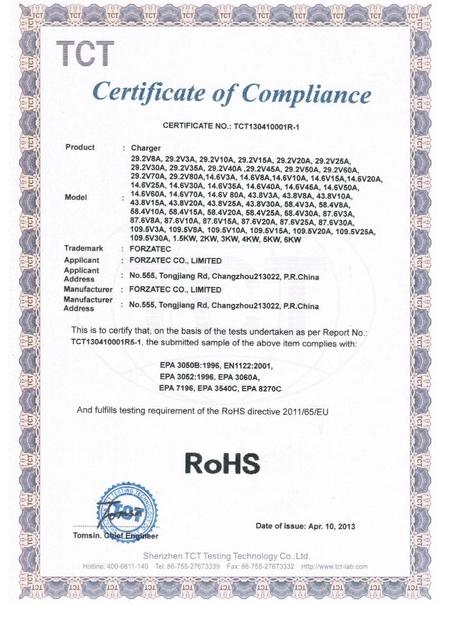 TCT
Certificate of Compliance
CERTIFICATE NO.: TCT130410001R-1
Product : Charger
29.2V8A, 29.2V3A, 29.2V10A, 29.2V15A, 29.2V20A, 29.2V25A,
29.2V30A, 29.2V35A, 29.2V40A ,29.2V45A, 29.2V50A, 29.2V60A,
29.2V70A, 29.2V80A,14.6V3A, 14.6V8A,14.6V10A, 14.6V15A,14.6V20A,
14.6V25A, 14.6V30A, 14.6V35A, 14.6V40A, 14.6V45A, 14.6V50A,
14.6V60A, 14.6V70A, 14.6V 80A, 43.8V3A, 43.8V8A, 43.8V10A,
Model : 43.8V15A, 43.8V20A, 43.8V25A, 43.8V30A, 58.4V3A, 58.4V8A,
58.4V10A, 58.4V15A, 58.4V20A, 58.4V25A, 58.4V30A, 87.6V3A,
87.6V8A, 87.6V10A, 87.6V15A, 87.6V20A, 87.6V25A, 87.6V30A,
109.5V3A, 109.5V8A, 109.5V10A, 109.5V15A, 109.5V20A, 109.5V25A,
109.5V30A, 1.5KW, 2KW, 3KW, 4KW, 5KW, 6KW
Trademark : FORZATEC
Applicant : FORZATEC CO., LIMITED
Applicant
Address : No.555, Tongjiang Rd, Changzhou213022, P.R.China
Manufacturer : FORZATEC CO., LIMITED
Manufacturer
Address : No.555, Tongjiang Rd, Changzhou213022, P.R.China
This is to certify that, on the basis of the tests undertaken as per Report No.:
TCT130410001R5-1, the submitted sample of the above item complies with:
EPA 3050B:1996, EN1122:2001,
EPA 3052:1996, EPA 3060A,
EPA 7196, EPA 3540C, EPA 8270C
And fulfills testing requirement of the RoHS directive 2011/65/EU
RoHS
TCT
Tomsin. Chief Engineer
Date of Issue: Apr. 10, 2013
Shenzhen TCT Testing Technology Co.,Ltd.
Hotline: 400-6611-140 Tel: 86-755-27673339 Fax: 86-755-27673332 Http://www.tct-lab.com